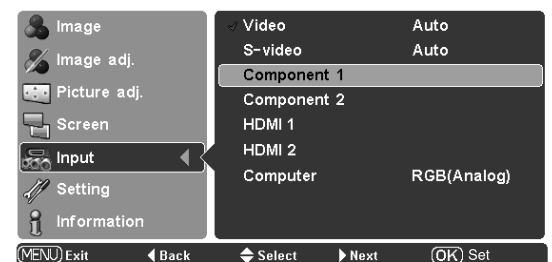 Image
Image adj.
Picture adj.
Screen
Input
Setting
Information
Video Auto
S-video Auto
Component 1
Component 2
HDMI 1
HDMI 2
Computer RGB(Analog)
MENU Exit Back Select Next OK Set